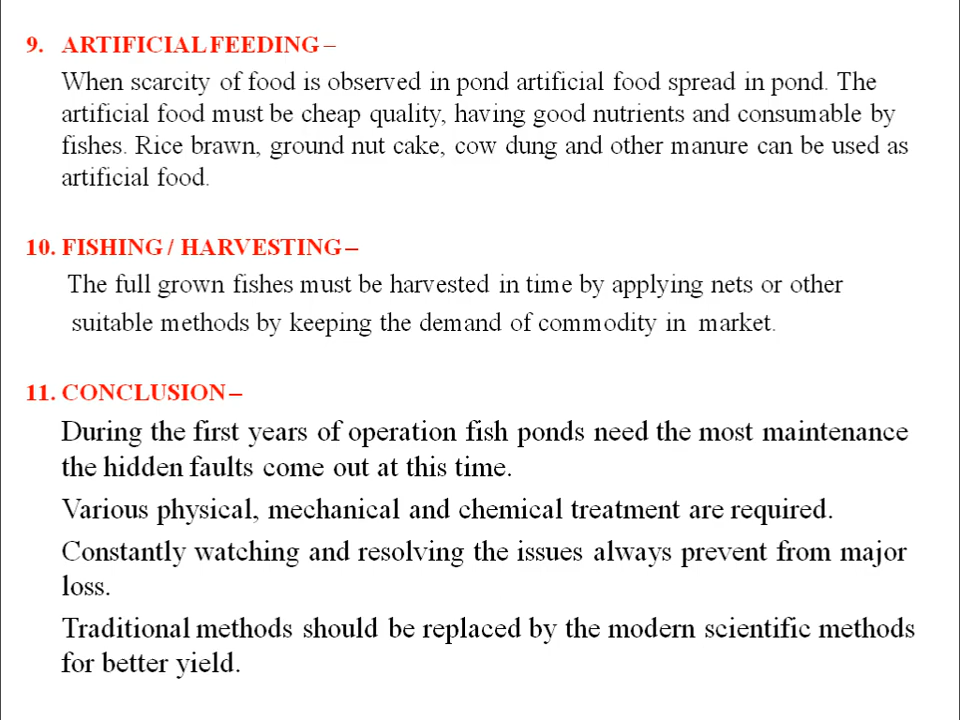 9. ARTIFICIAL FEEDING –
When scarcity of food is observed in pond artificial food spread in pond. The
artificial food must be cheap quality, having good nutrients and consumable by
fishes. Rice brawn, ground nut cake, cow dung and other manure can be used as
artificial food.
10. FISHING / HARVESTING –
The full grown fishes must be harvested in time by applying nets or other
suitable methods by keeping the demand of commodity in market.
11. CONCLUSION –
During the first years of operation fish ponds need the most maintenance
the hidden faults come out at this time.
Various physical, mechanical and chemical treatment are required.
Constantly watching and resolving the issues always prevent from major
loss.
Traditional methods should be replaced by the modern scientific methods
for better yield.